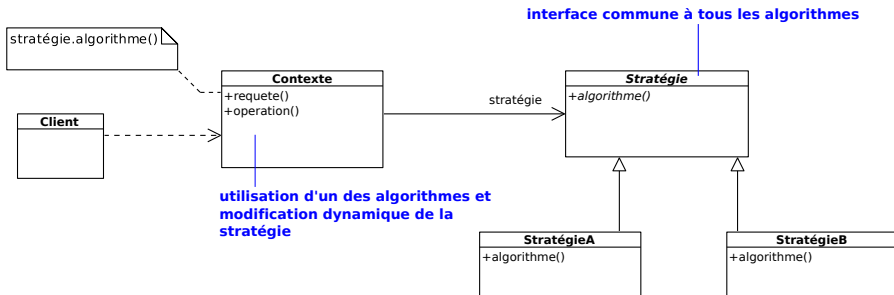 interface commune à tous les algorithmes
stratégie.algorithme()
Contexte
+requete()
+operation()
stratégie
Stratégie
+algorithme()
Client
utilisation d'un des algorithmes et
modification dynamique de la
stratégie
StratégieA
+algorithme()
StratégieB
+algorithme()